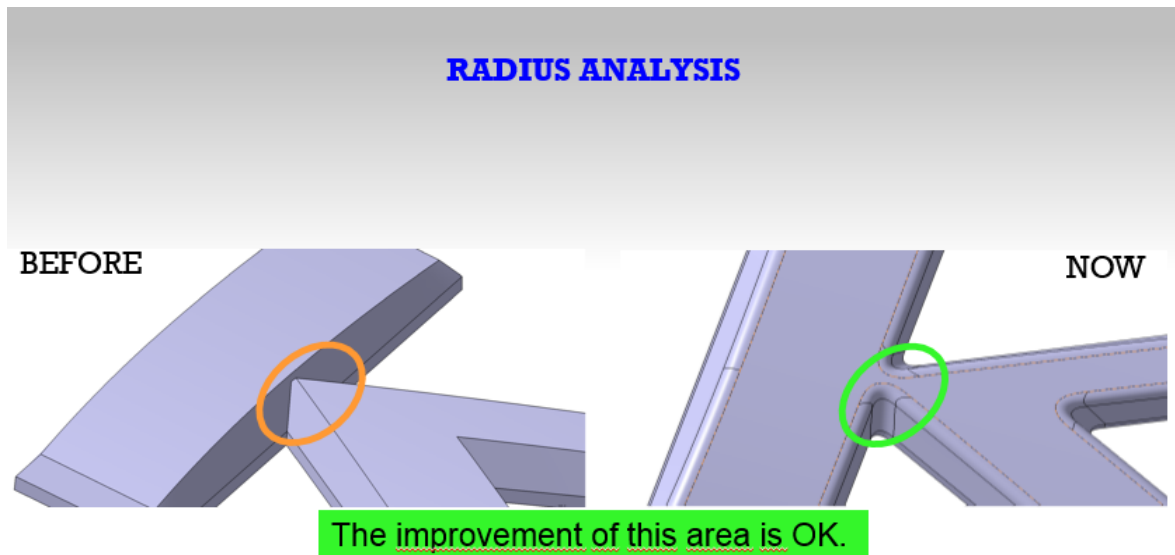 RADIUS ANALYSIS
BEFORE
NOW
The improvement of this area is OK.